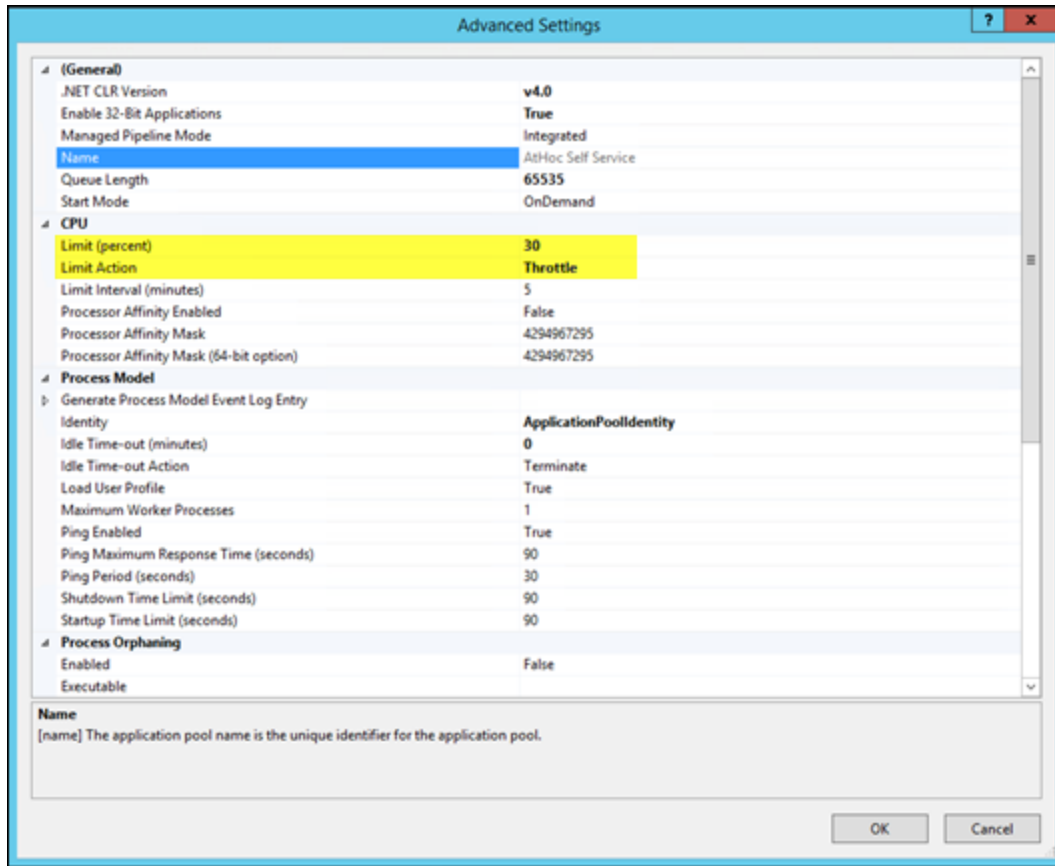 Advanced Settings
? x
(General)
.NET CLR Version v4.0
Enable 32-Bit Applications True
Managed Pipeline Mode Integrated
Name AtHoc Self Service
Queue Length 65535
Start Mode OnDemand
CPU
Limit (percent) 30
Limit Action Throttle
Limit Interval (minutes) 5
Processor Affinity Enabled False
Processor Affinity Mask 4294967295
Processor Affinity Mask (64-bit option) 4294967295
Process Model
Generate Process Model Event Log Entry
Identity ApplicationPoolIdentity
Idle Time-out (minutes) 0
Idle Time-out Action Terminate
Load User Profile True
Maximum Worker Processes 1
Ping Enabled True
Ping Maximum Response Time (seconds) 90
Ping Period (seconds) 30
Shutdown Time Limit (seconds) 90
Startup Time Limit (seconds) 90
Process Orphaning
Enabled False
Executable
Name
[name] The application pool name is the unique identifier for the application pool.
OK Cancel